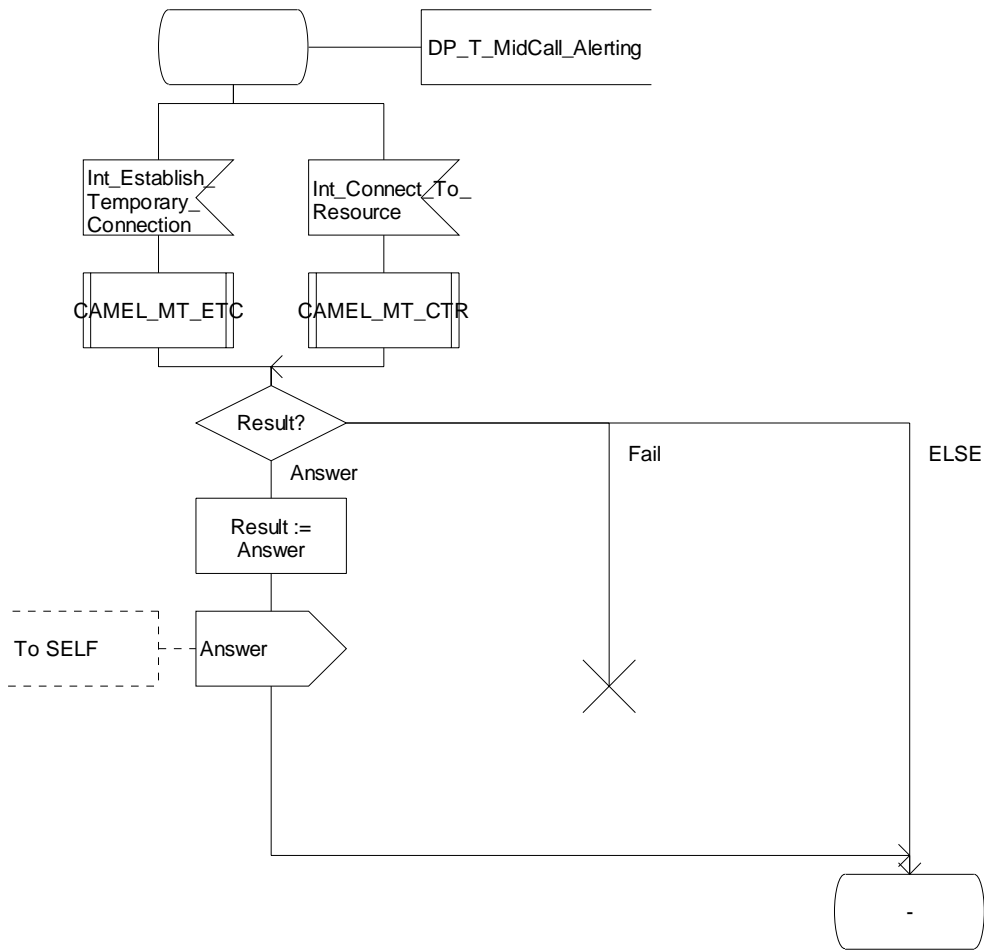 DP_T_MidCall_Alerting
Int_Establish_
Temporary_
Connection
Int_Connect_To_
Resource
CAMEL_MT_ETC
CAMEL_MT_CTR
Result?
Fail
ELSE
Answer
Result :=
Answer
To SELF
Answer
-